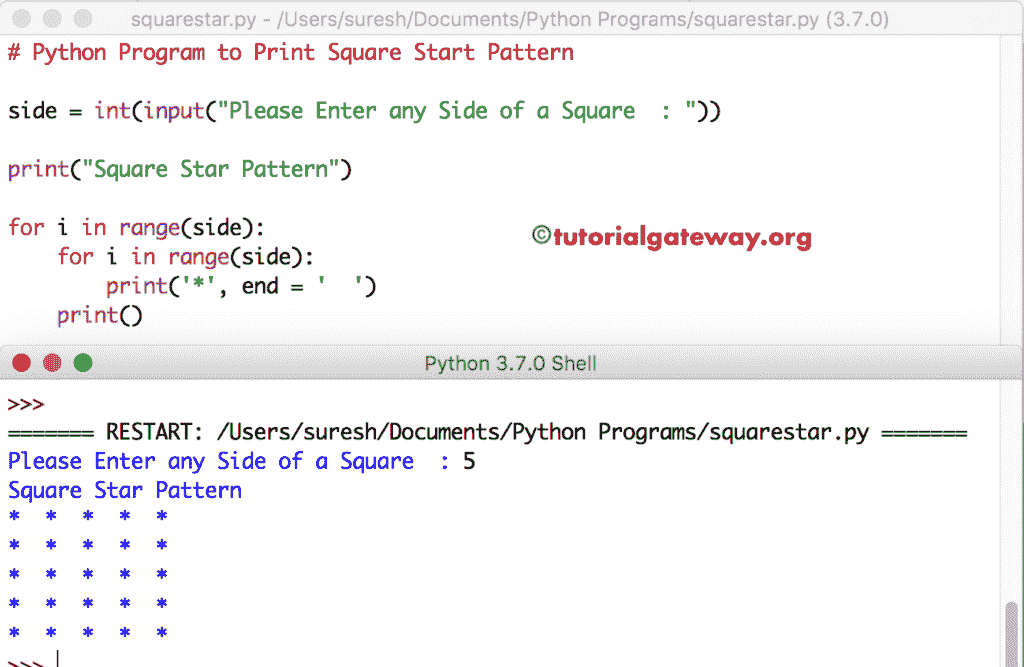 squarestar.py - /Users/suresh/Documents/Python Programs/squarestar.py (3.7.0)
# Python Program to Print Square Start Pattern
side = int(input("Please Enter any Side of a Square  : "))
print("Square Star Pattern")
for i in range(side):
    for i in range(side):
        print('*', end = '  ')
    print()
©tutorialgateway.org
Python 3.7.0 Shell
>>>
======= RESTART: /Users/suresh/Documents/Python Programs/squarestar.py =======
Please Enter any Side of a Square  : 5
Square Star Pattern
*  *  *  *  *
*  *  *  *  *
*  *  *  *  *
*  *  *  *  *
*  *  *  *  *
>>>